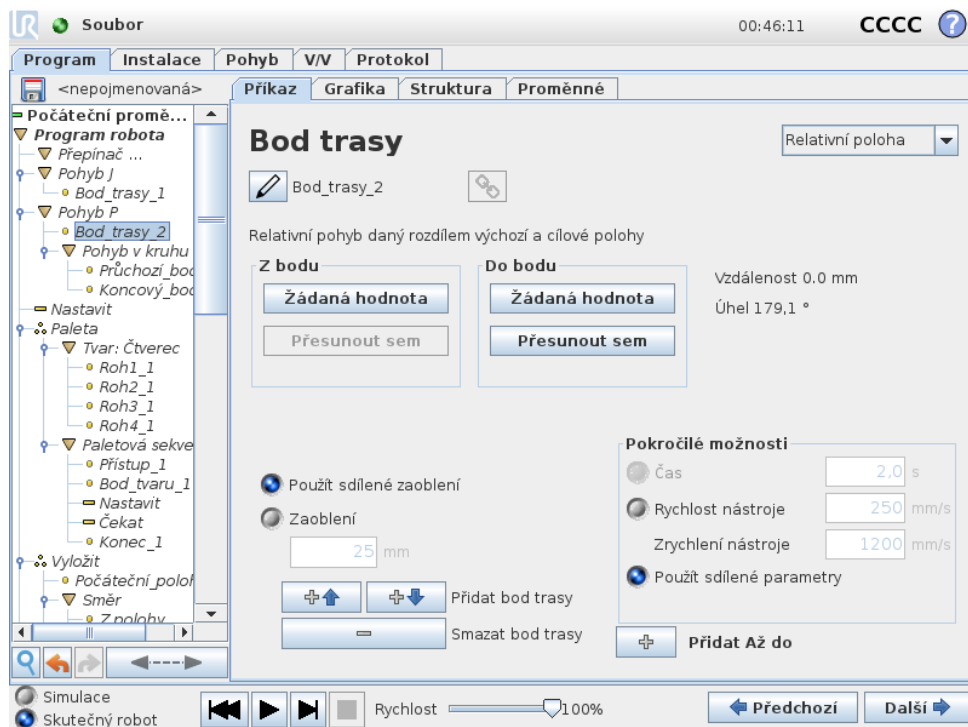 UR Soubor 00:46:11 CCCC ?
Program Instalace Pohyb V/V Protokol
<nepojmenovaná> Příkaz Grafika Struktura Proměnné
Počáteční promě...
Program robota
Přepínač ...
Pohyb J
Bod_trasy_1
Pohyb P
Bod_trasy_2
Pohyb v kruhu
Průchozí_boc
Koncový_boc
Nastavit
Paleta
Tvar: Čtverec
Roh1_1
Roh2_1
Roh3_1
Roh4_1
Paletová sekve
Přístup_1
Bod_tvaru_1
Nastavit
Čekat
Konec_1
Vyložit
Počáteční_poloh
Směr
Z polohy
Bod trasy
Relativní poloha
Bod_trasy_2
Relativní pohyb daný rozdílem výchozí a cílové polohy
Z bodu
Žádaná hodnota
Přesunout sem
Do bodu
Žádaná hodnota
Přesunout sem
Vzdálenost 0.0 mm
Úhel 179,1 °
Použít sdílené zaoblení
Zaoblení
25 mm
Přidat bod trasy
Smazat bod trasy
Pokročilé možnosti
Čas 2,0 s
Rychlost nástroje 250 mm/s
Zrychlení nástroje 1200 mm/s
Použít sdílené parametry
Přidat Až do
Simulace
Skutečný robot
Rychlost 100%
Předchozí Další